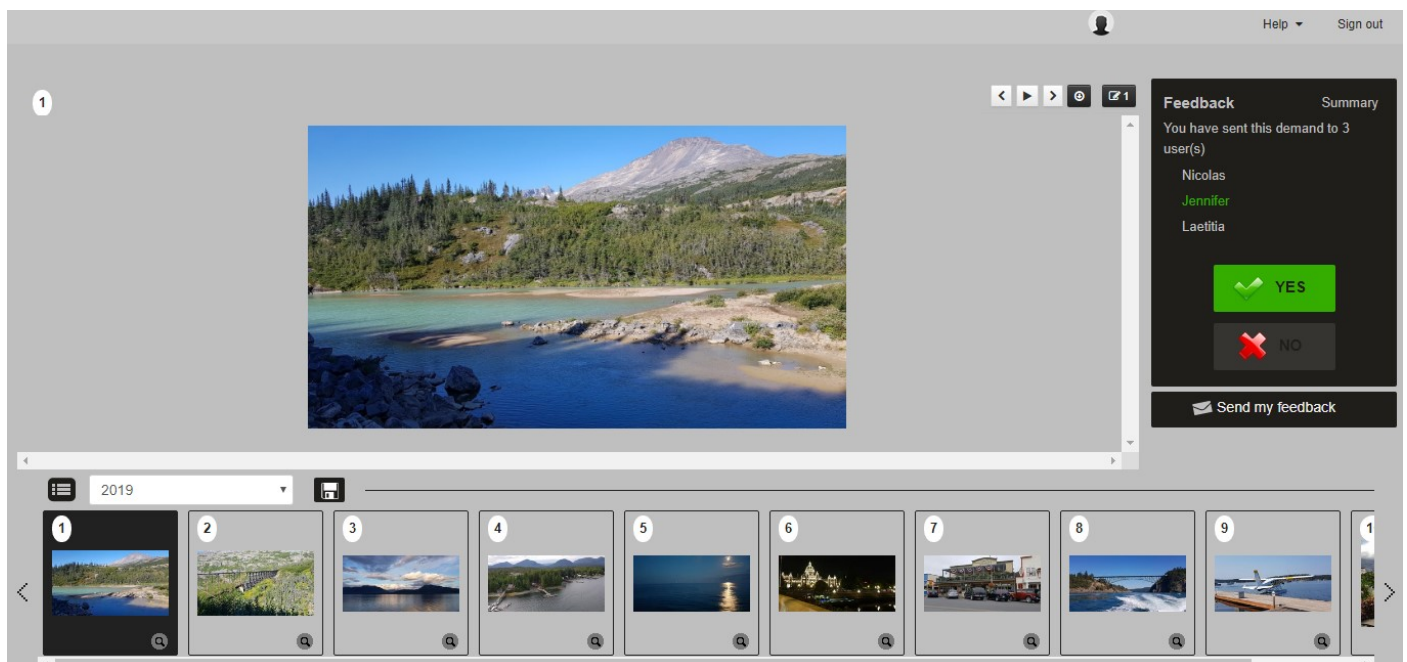 Help
Sign out
1
1
Feedback
Summary
You have sent this demand to 3
user(s)
Nicolas
Jennifer
Laetitia
YES
NO
Send my feedback
2019
1
2
3
4
5
6
7
8
9